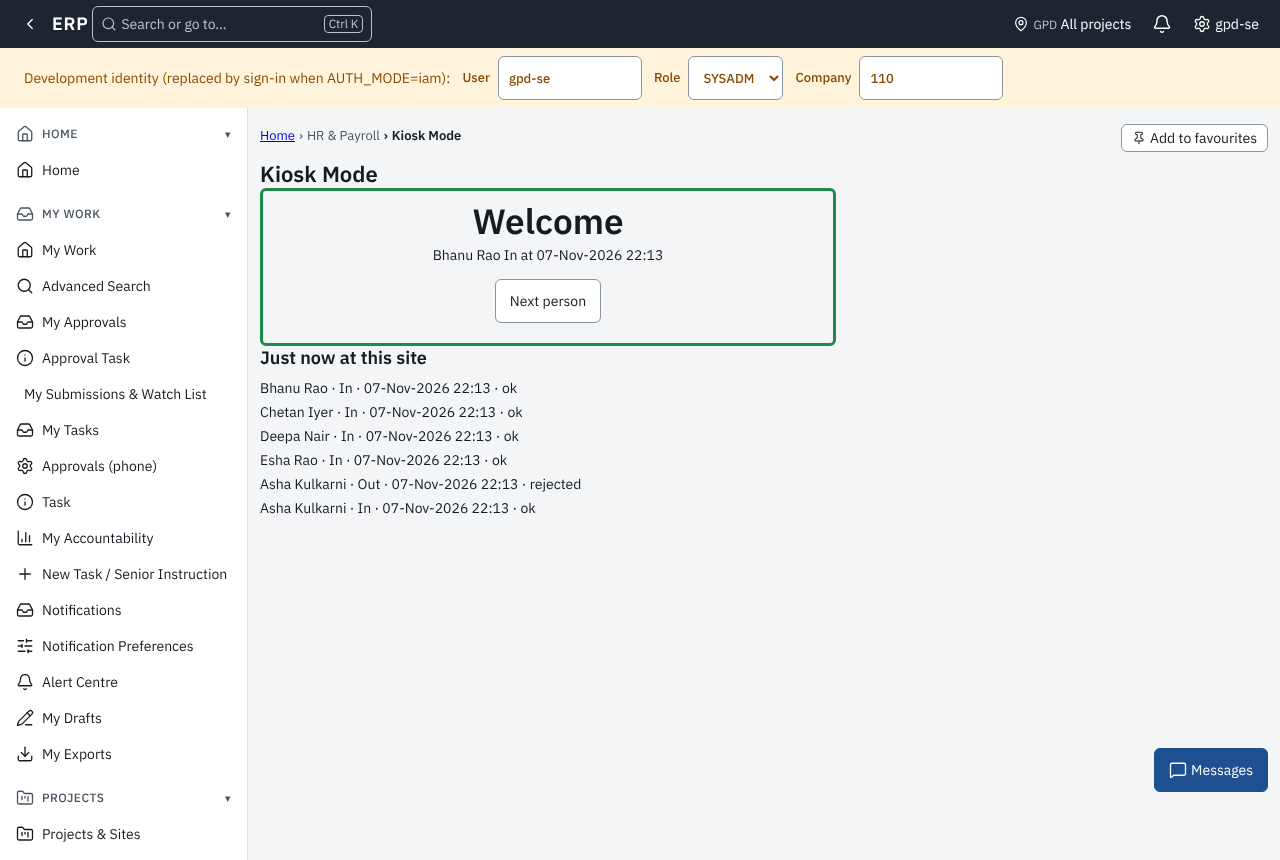 ERP
Search or go to...
Ctrl K
GPD All projects
gpd-se
Development identity (replaced by sign-in when AUTH_MODE=iam):
User
gpd-se
Role
SYSADM
Company
110
HOME
Home
MY WORK
My Work
Advanced Search
My Approvals
Approval Task
My Submissions & Watch List
My Tasks
Approvals (phone)
Task
My Accountability
New Task / Senior Instruction
Notifications
Notification Preferences
Alert Centre
My Drafts
My Exports
PROJECTS
Projects & Sites
Home › HR & Payroll › Kiosk Mode
Add to favourites
Kiosk Mode
Welcome
Bhanu Rao In at 07-Nov-2026 22:13
Next person
Just now at this site
Bhanu Rao · In · 07-Nov-2026 22:13 · ok
Chetan Iyer · In · 07-Nov-2026 22:13 · ok
Deepa Nair · In · 07-Nov-2026 22:13 · ok
Esha Rao · In · 07-Nov-2026 22:13 · ok
Asha Kulkarni · Out · 07-Nov-2026 22:13 · rejected
Asha Kulkarni · In · 07-Nov-2026 22:13 · ok
Messages